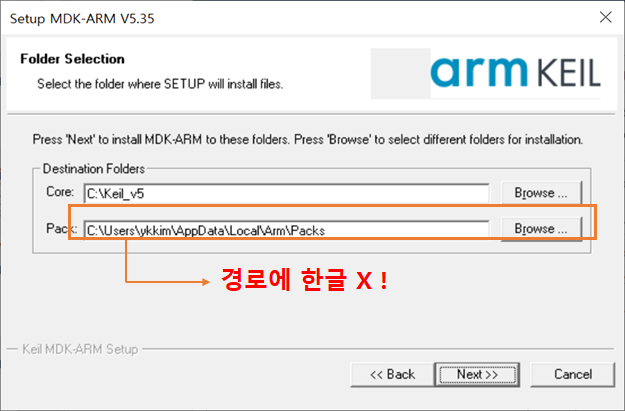 Setup MDK-ARM V5.35
Folder Selection
Select the folder where SETUP will install files.
arm KEIL
Press 'Next' to install MDK-ARM to these folders. Press 'Browse' to select different folders for installation.
Destination Folders
Core: C:\Keil_v5 Browse ...
Pack: C:\Users\ykkim\AppData\Local\Arm\Packs Browse ...
경로에 한글 X !
Keil MDK-ARM Setup
<< Back Next >> Cancel